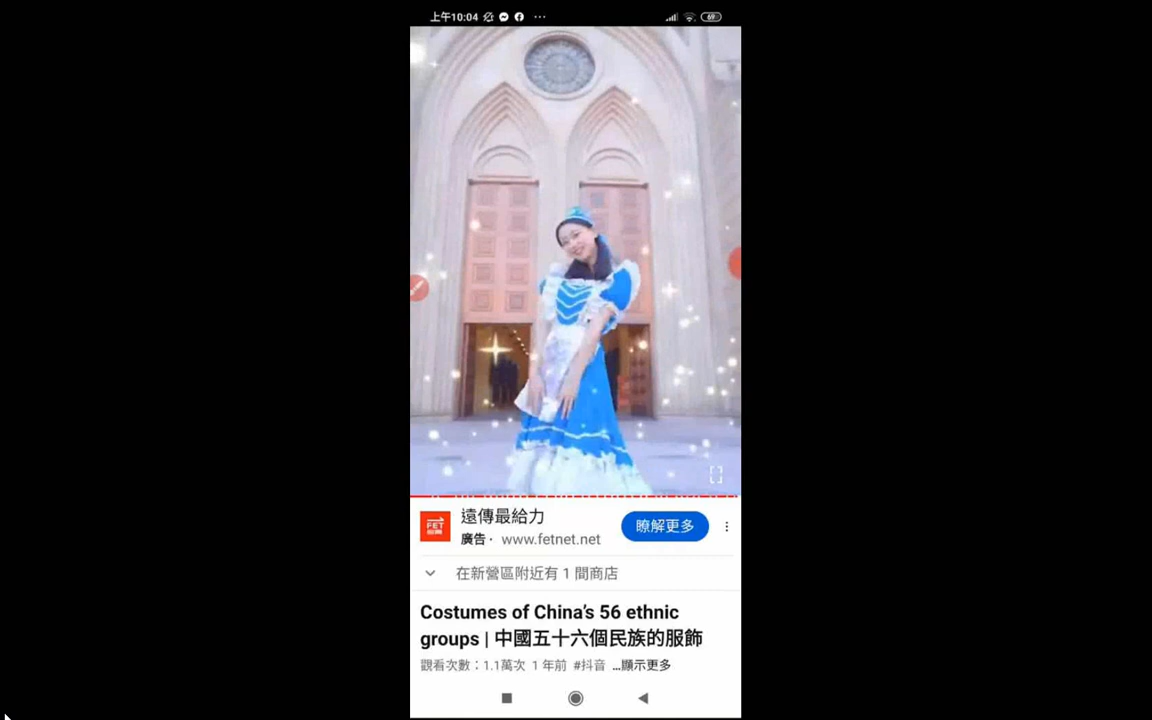 上午10:04
69
遠傳最給力
FET
廣告 · www.fetnet.net
瞭解更多
在新營區附近有 1 間商店
Costumes of China's 56 ethnic
groups | 中國五十六個民族的服飾
觀看次數：1.1萬次 1 年前 #抖音 ...顯示更多